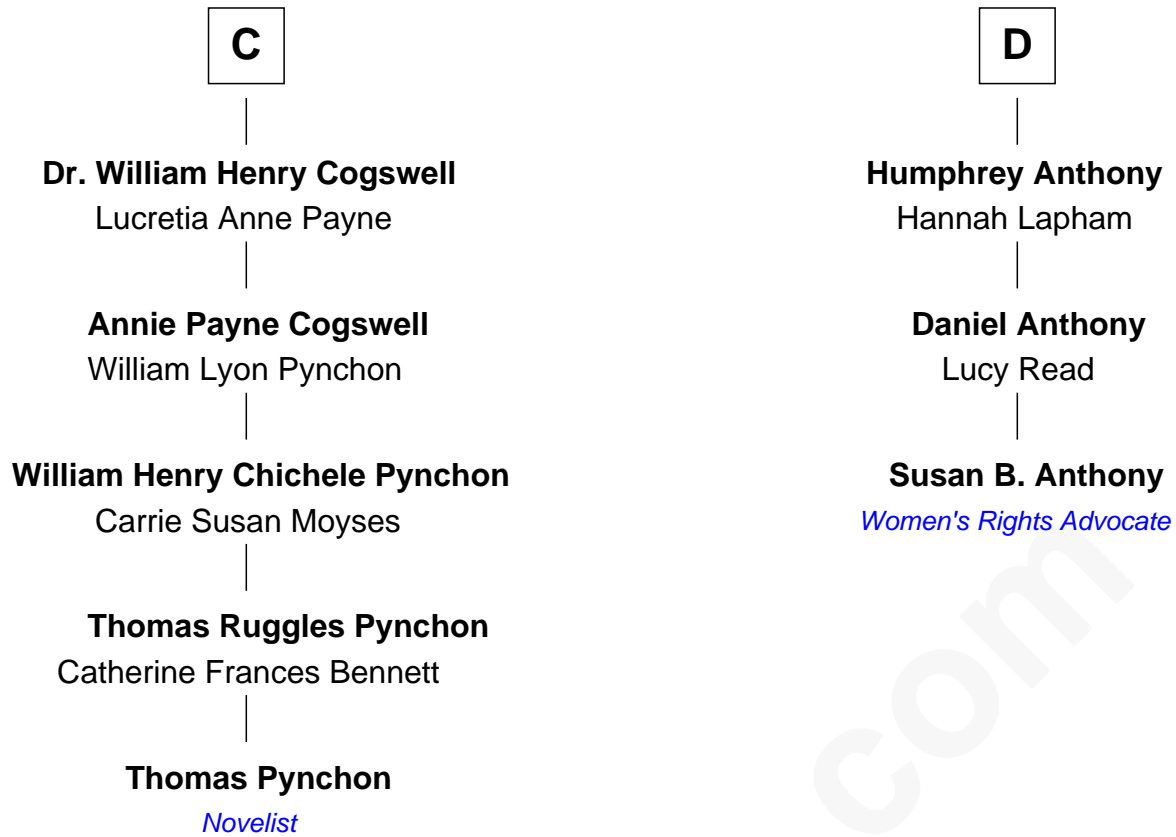 C
Dr. William Henry Cogswell
Lucretia Anne Payne
Annie Payne Cogswell
William Lyon Pynchon
William Henry Chichele Pynchon
Carrie Susan Moyses
Thomas Ruggles Pynchon
Catherine Frances Bennett
Thomas Pynchon
Novelist
D
Humphrey Anthony
Hannah Lapham
Daniel Anthony
Lucy Read
Susan B. Anthony
Women's Rights Advocate
com